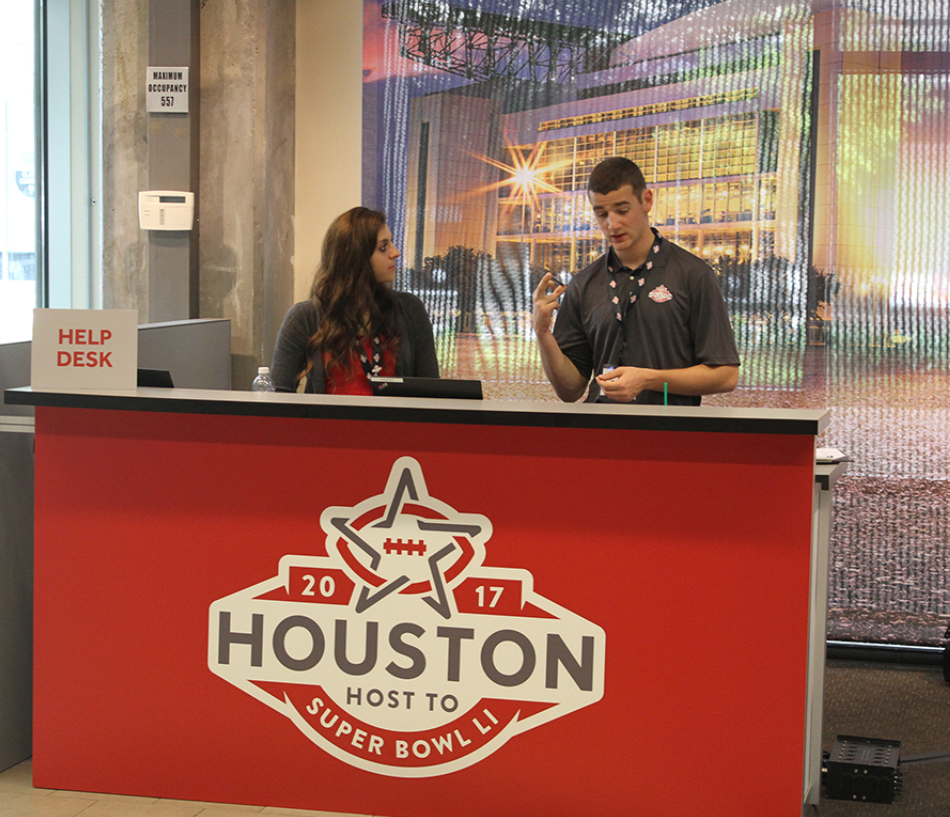 MAXIMUM
OCCUPANCY
557
HELP
DESK
20 17
HOUSTON
HOST TO
SUPER BOWL LI